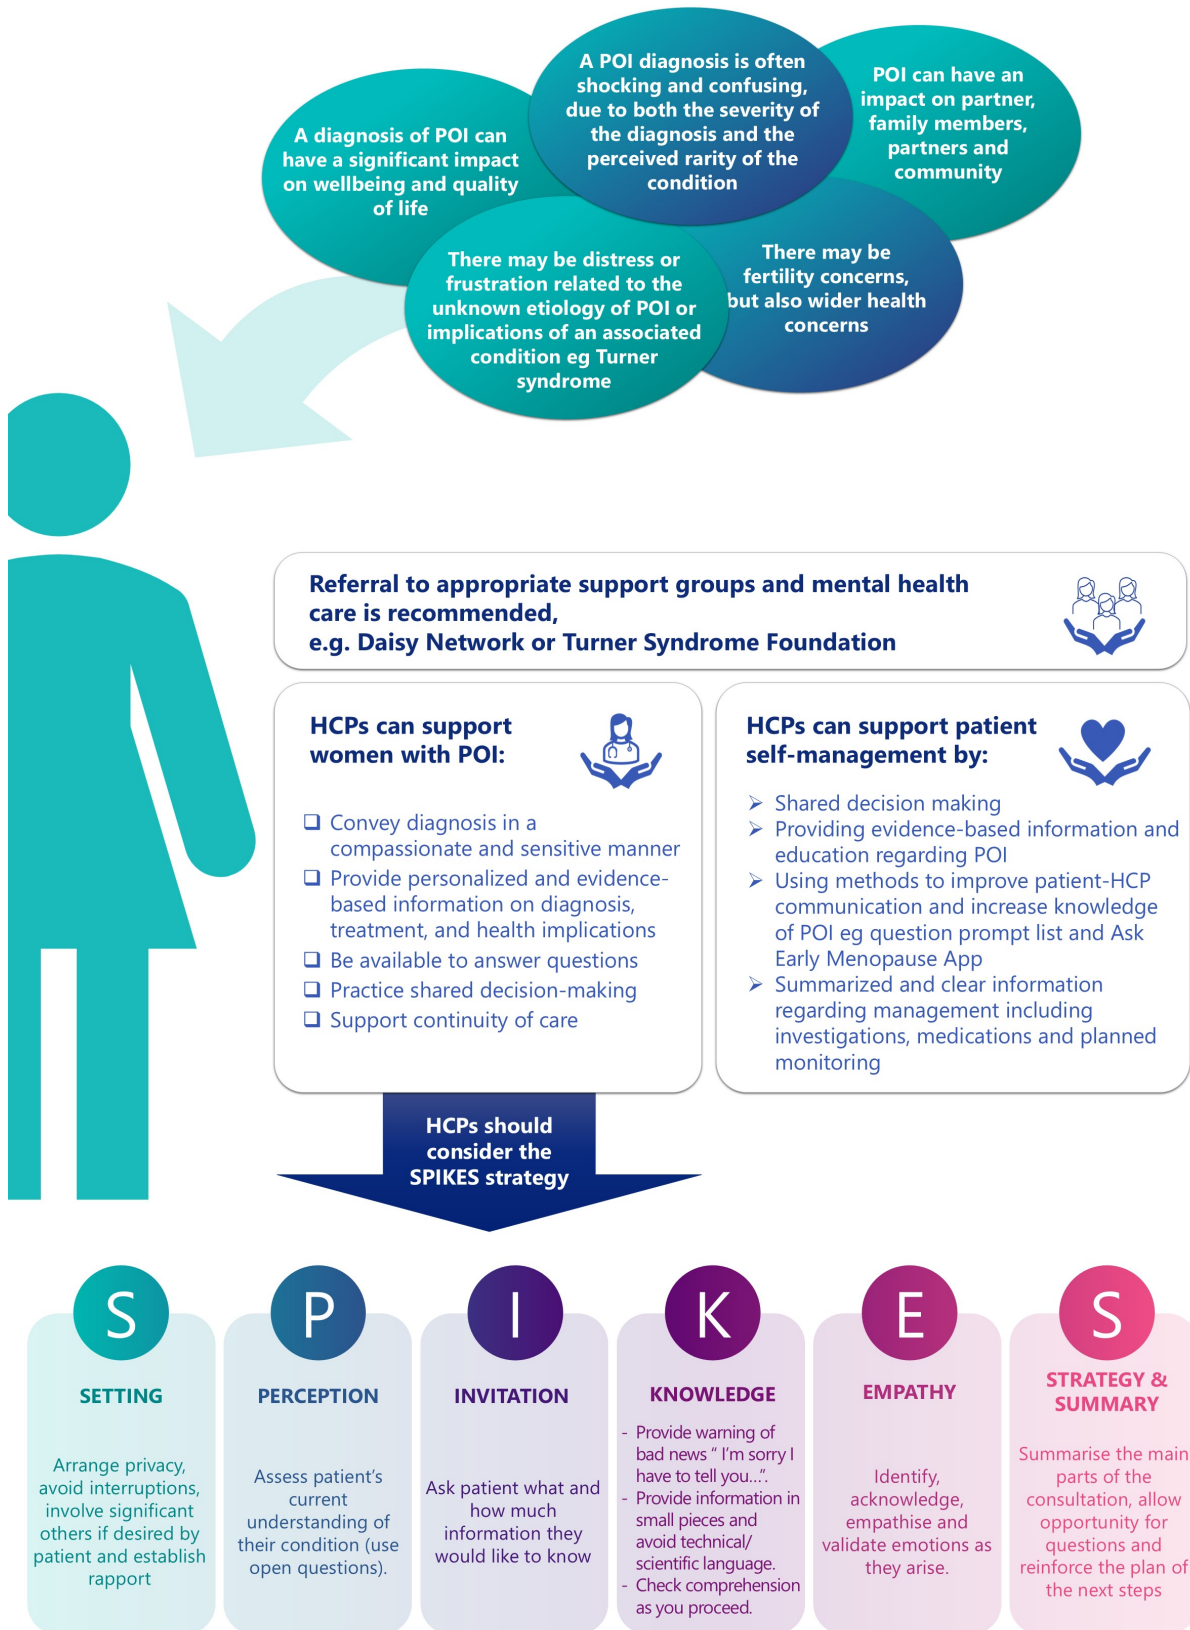 A diagnosis of POI can
have a significant impact
on wellbeing and quality
of life
A POI diagnosis is often
shocking and confusing,
due to both the severity of
the diagnosis and the
perceived rarity of the
condition
POI can have an
impact on partner,
family members,
partners and
community
There may be distress or
frustration related to the
unknown etiology of POI or
implications of an associated
condition eg Turner
syndrome
There may be
fertility concerns,
but also wider health
concerns
Referral to appropriate support groups and mental health
care is recommended,
e.g. Daisy Network or Turner Syndrome Foundation
HCPs can support
women with POI:
❑ Convey diagnosis in a
compassionate and sensitive manner
❑ Provide personalized and evidence-
based information on diagnosis,
treatment, and health implications
❑ Be available to answer questions
❑ Practice shared decision-making
❑ Support continuity of care
HCPs can support patient
self-management by:
➢ Shared decision making
➢ Providing evidence-based information and
education regarding POI
➢ Using methods to improve patient-HCP
communication and increase knowledge
of POI eg question prompt list and Ask
Early Menopause App
➢ Summarized and clear information
regarding management including
investigations, medications and planned
monitoring
HCPs should
consider the
SPIKES strategy
S
SETTING
Arrange privacy,
avoid interruptions,
involve significant
others if desired by
patient and establish
rapport
P
PERCEPTION
Assess patient's
current
understanding of
their condition (use
open questions).
I
INVITATION
Ask patient what and
how much
information they
would like to know
K
KNOWLEDGE
- Provide warning of
bad news “ I'm sorry I
have to tell you...”.
- Provide information in
small pieces and
avoid technical/
scientific language.
- Check comprehension
as you proceed.
E
EMPATHY
Identify,
acknowledge,
empathise and
validate emotions as
they arise.
S
STRATEGY &
SUMMARY
Summarise the main
parts of the
consultation, allow
opportunity for
questions and
reinforce the plan of
the next steps